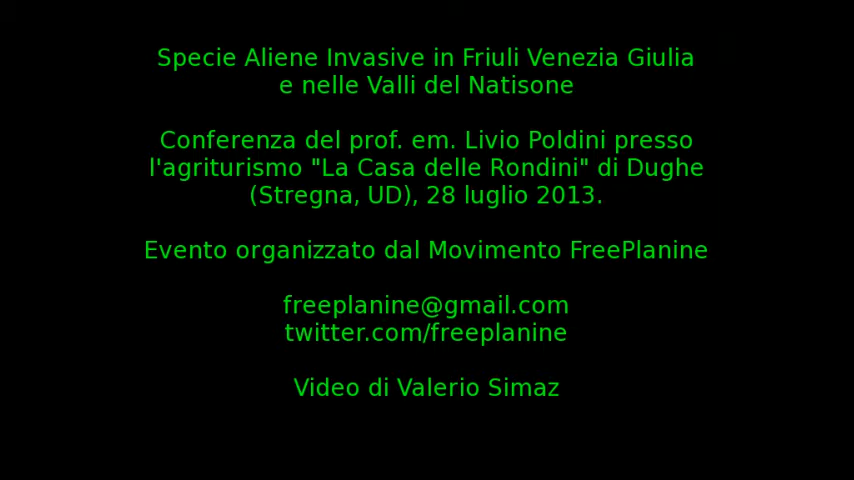 Specie Aliene Invasive in Friuli Venezia Giulia
e nelle Valli del Natisone
Conferenza del prof. em. Livio Poldini presso
l'agriturismo "La Casa delle Rondini" di Dughe
(Stregna, UD), 28 luglio 2013.
Evento organizzato dal Movimento FreePlanine
freeplanine@gmail.com
twitter.com/freeplanine
Video di Valerio Simaz